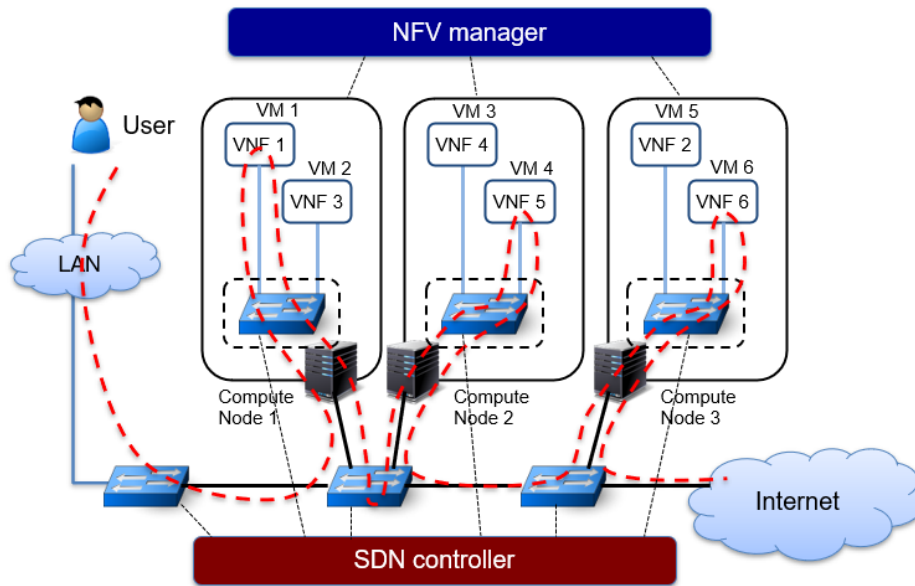 NFV manager
User
VM 1
VNF 1
VM 2
VNF 3
VM 3
VNF 4
VM 4
VNF 5
VM 5
VNF 2
VM 6
VNF 6
LAN
Compute
Node 1
Compute
Node 2
Compute
Node 3
Internet
SDN controller